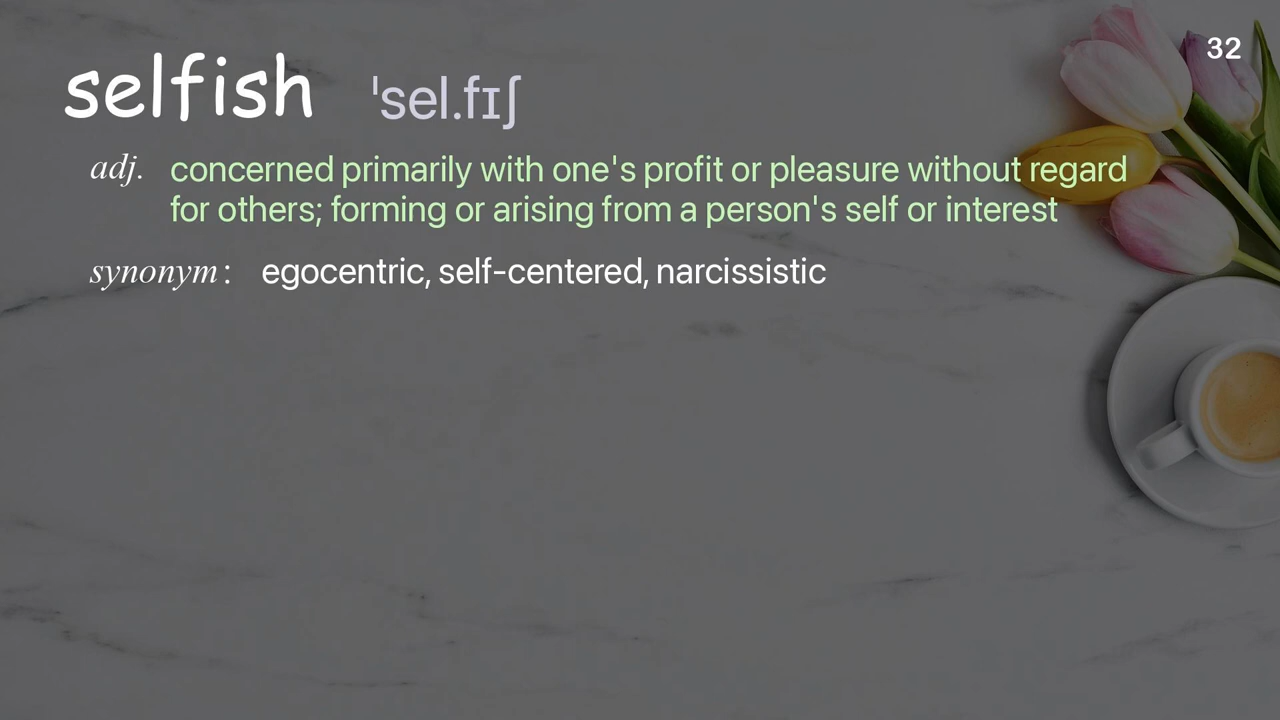 32
selfish ˈsel.fɪʃ
adj. concerned primarily with one's profit or pleasure without regard
for others; forming or arising from a person's self or interest
synonym: egocentric, self-centered, narcissistic